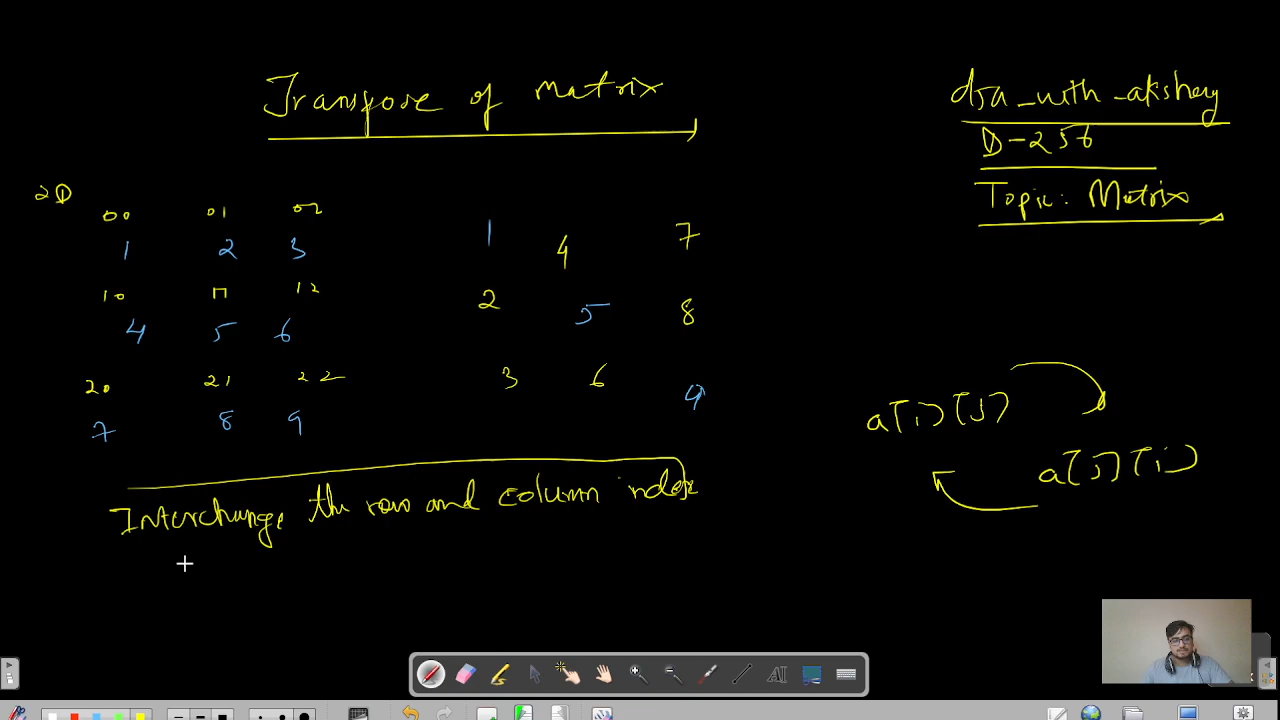 Transpose of matrix
dsa_with_akshay
D-256
Topic: Matrix
2D
00 01 02
1 2 3
10 11 12
4 5 6
20 21 22
7 8 9
1 4 7
2 5 8
3 6 9
a[i][j]
a[j][i]
Interchange the row and column index